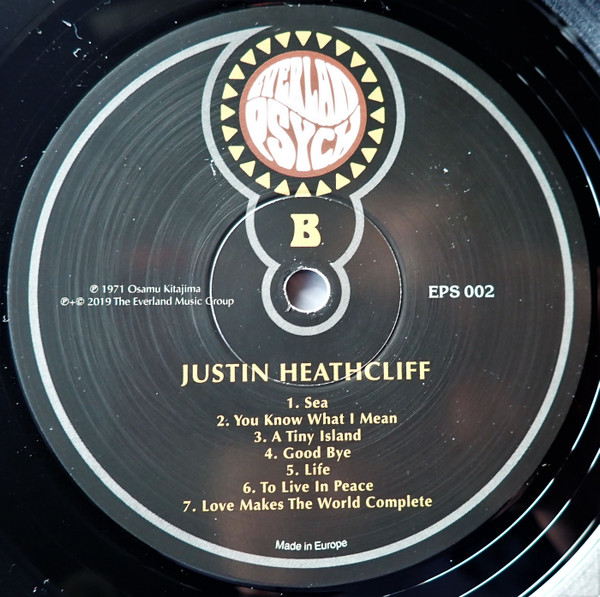 EVERLAND
PSYCH
B
℗ 1971 Osamu Kitajima
℗+© 2019 The Everland Music Group
EPS 002
JUSTIN HEATHCLIFF
1. Sea
2. You Know What I Mean
3. A Tiny Island
4. Good Bye
5. Life
6. To Live In Peace
7. Love Makes The World Complete
Made in Europe